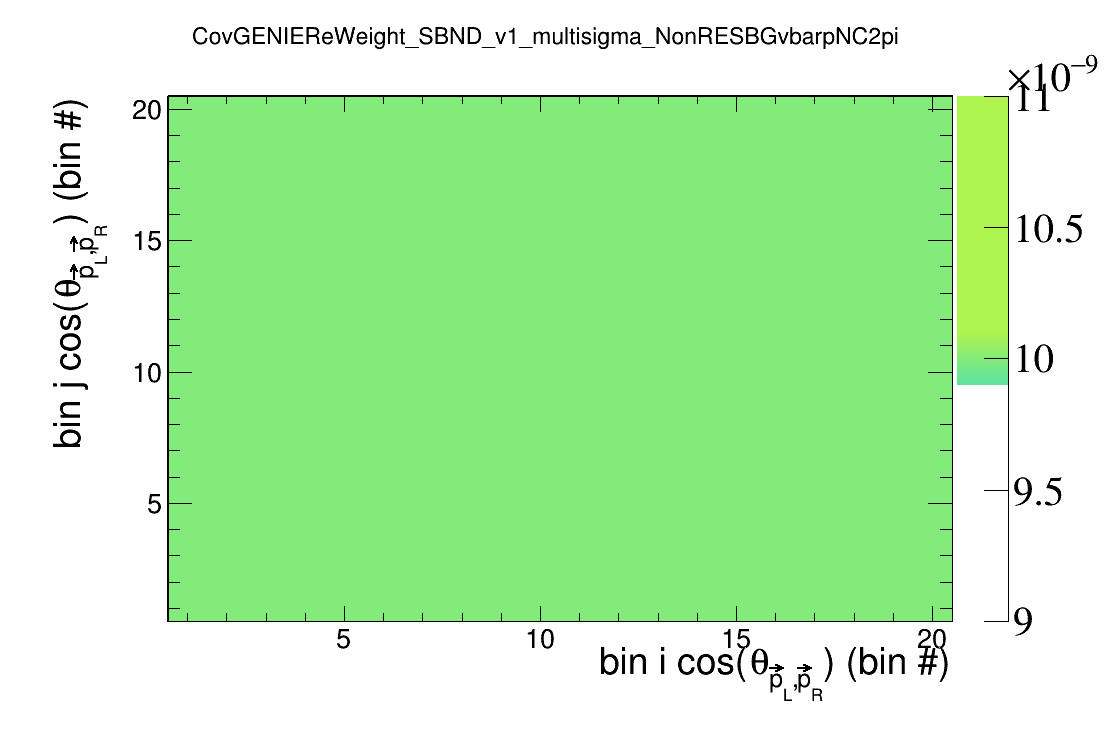 CovGENIEReWeight_SBND_v1_multisigma_NonRESBGvbarpNC2pi
×10⁻⁹
bin j cos(θ_{p⃗_L,p⃗_R}) (bin #)
20
15
10
5
5 10 15 20
bin i cos(θ_{p⃗_L,p⃗_R}) (bin #)
11
10.5
10
9.5
9